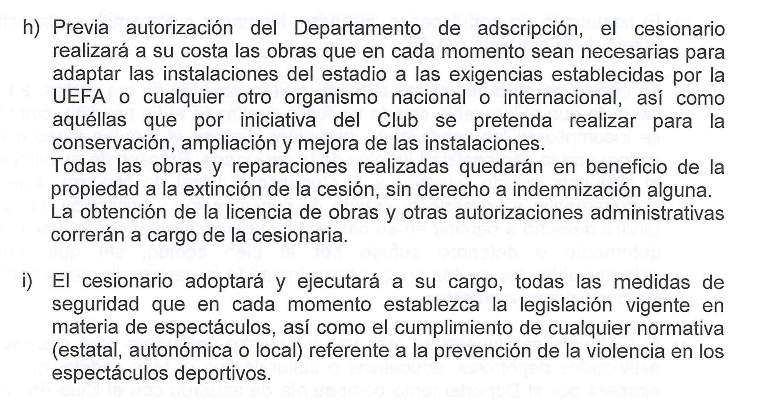 h) Previa autorización del Departamento de adscripción, el cesionario
realizará a su costa las obras que en cada momento sean necesarias para
adaptar las instalaciones del estadio a las exigencias establecidas por la
UEFA o cualquier otro organismo nacional o internacional, así como
aquéllas que por iniciativa del Club se pretenda realizar para la
conservación, ampliación y mejora de las instalaciones.
Todas las obras y reparaciones realizadas quedarán en beneficio de la
propiedad a la extinción de la cesión, sin derecho a indemnización alguna.
La obtención de la licencia de obras y otras autorizaciones administrativas
correrán a cargo de la cesionaria.
i) El cesionario adoptará y ejecutará a su cargo, todas las medidas de
seguridad que en cada momento establezca la legislación vigente en
materia de espectáculos, así como el cumplimiento de cualquier normativa
(estatal, autonómica o local) referente a la prevención de la violencia en los
espectáculos deportivos.